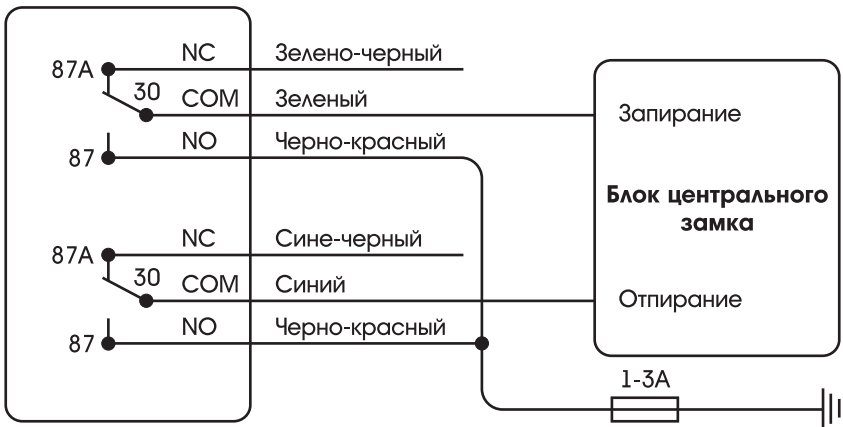 87A NC Зелено-черный
30 COM Зеленый
87 NO Черно-красный
87A NC Сине-черный
30 COM Синий
87 NO Черно-красный
Запирание
Блок центрального
замка
Отпирание
1-3А